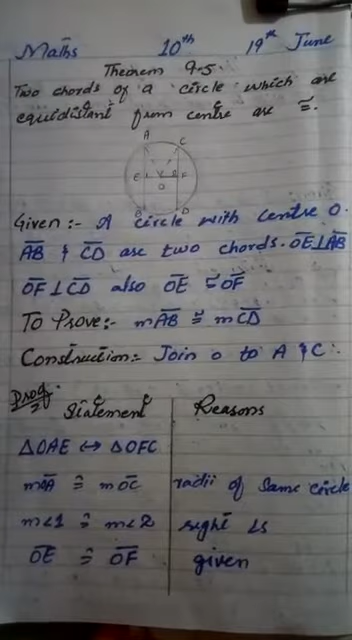 Maths 10th 19th June
Theorem 9.5
Two chords of a circle which are
equidistant from centre are ≅.
A C
E F
O
B D
Given :- A circle with centre O.
AB & CD are two chords. OE⊥AB
OF⊥CD also OE ≅ OF
To Prove:- mAB ≅ mCD
Construction:- Join O to A & C:
Proof:
Statement Reasons
ΔOAE ↔ ΔOFC
mOA ≅ mOC radii of same circle
m∠1 ≅ m∠2 right ∠s
OE ≅ OF given